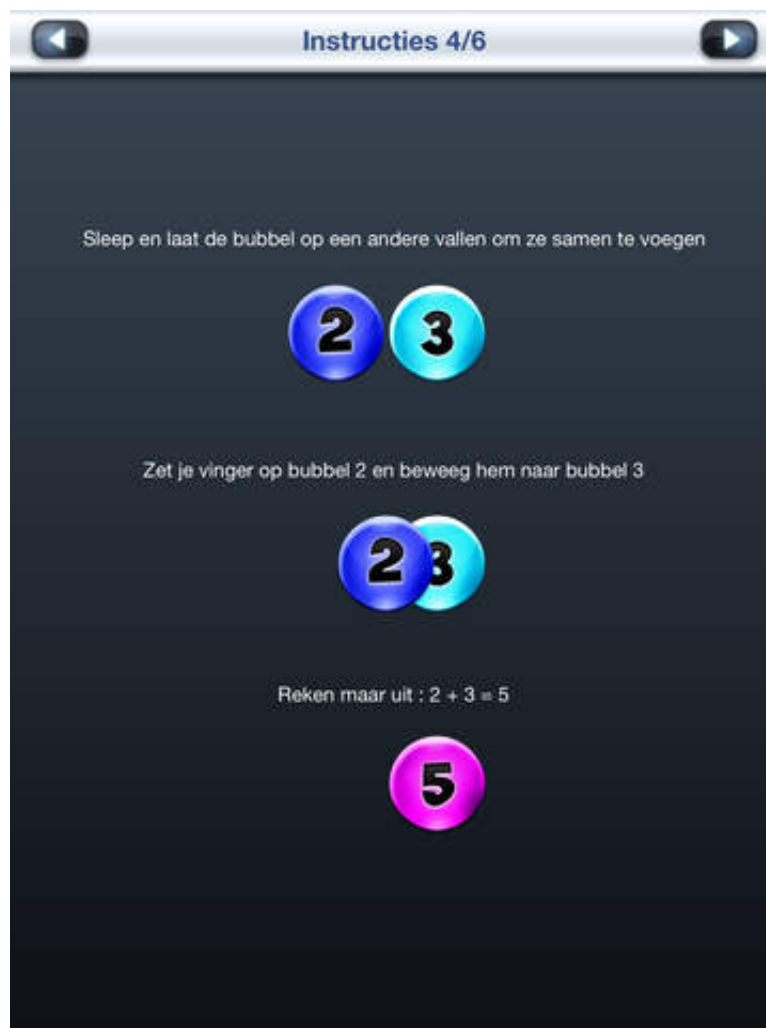 Instructies 4/6
Sleep en laat de bubbel op een andere vallen om ze samen te voegen
2 3
Zet je vinger op bubbel 2 en beweeg hem naar bubbel 3
2 3
Reken maar uit : 2 + 3 = 5
5